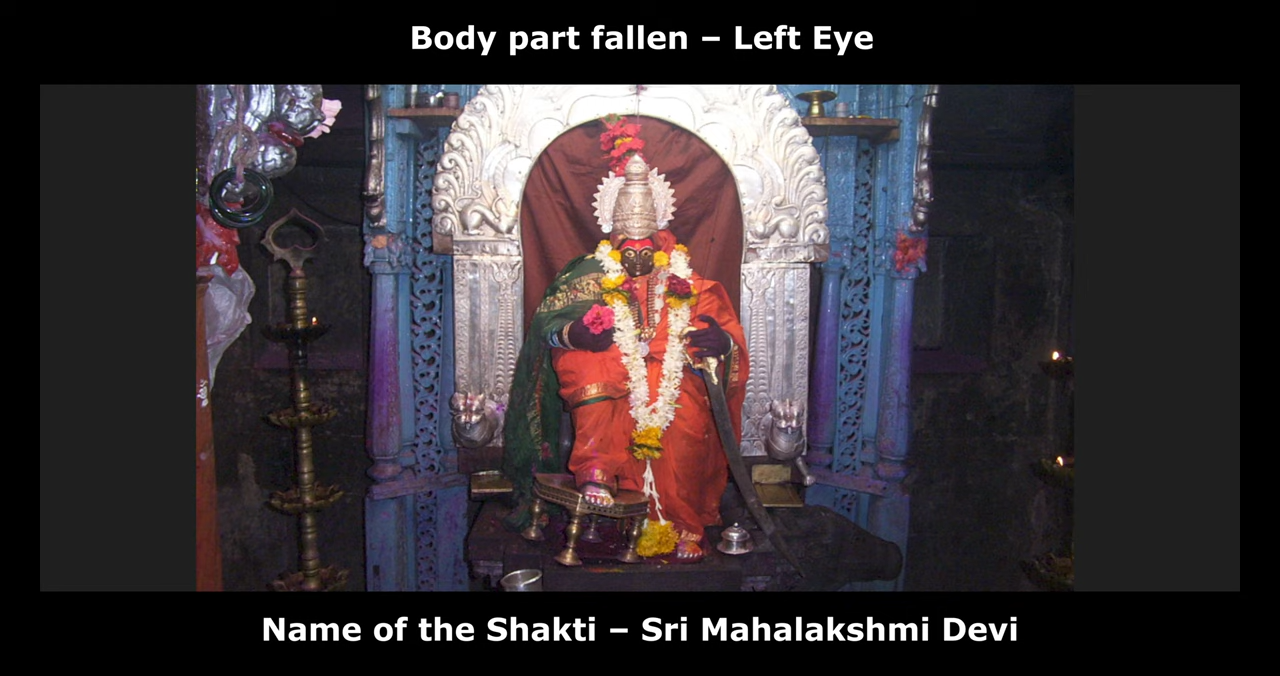 Body part fallen – Left Eye
Name of the Shakti – Sri Mahalakshmi Devi